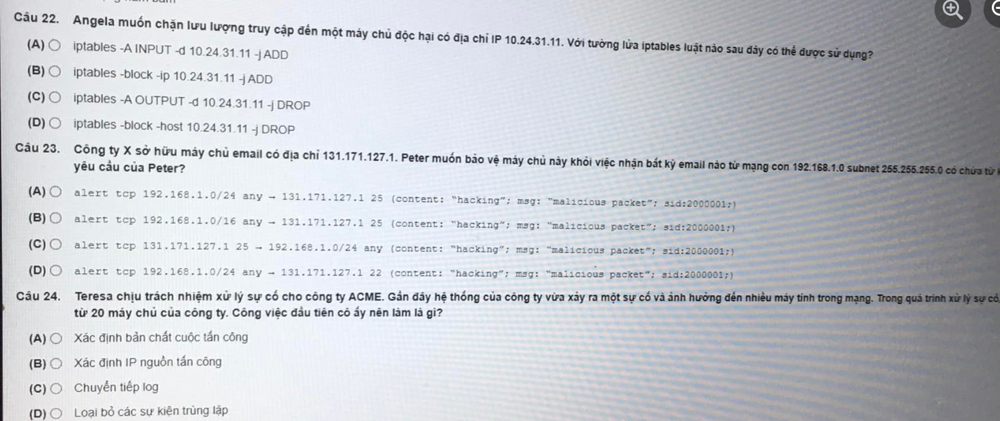 Câu 22. Angela muốn chặn lưu lượng truy cập đến một máy chủ độc hại có địa chỉ IP 10.24.31.11. Với tường lửa iptables luật nào sau đây có thể được sử dụng?
(A) iptables -A INPUT -d 10.24.31.11 -j ADD
(B) iptables -block -ip 10.24.31.11 -j ADD
(C) iptables -A OUTPUT -d 10.24.31.11 -j DROP
(D) iptables -block -host 10.24.31.11 -j DROP
Câu 23. Công ty X sở hữu máy chủ email có địa chỉ 131.171.127.1. Peter muốn bảo vệ máy chủ này khỏi việc nhận bất kỳ email nào từ mạng con 192.168.1.0 subnet 255.255.255.0 có chứa từ
yêu cầu của Peter?
(A) alert tcp 192.168.1.0/24 any → 131.171.127.1 25 (content: "hacking"; msg: "malicious packet"; sid:2000001;)
(B) alert tcp 192.168.1.0/16 any → 131.171.127.1 25 (content: "hacking"; msg: "malicious packet"; sid:2000001;)
(C) alert tcp 131.171.127.1 25 → 192.168.1.0/24 any (content: "hacking"; msg: "malicious packet"; sid:2000001;)
(D) alert tcp 192.168.1.0/24 any → 131.171.127.1 22 (content: "hacking"; msg: "malicious packet"; sid:2000001;)
Câu 24. Teresa chịu trách nhiệm xử lý sự cố cho công ty ACME. Gần đây hệ thống của công ty vừa xảy ra một sự cố và ảnh hưởng đến nhiều máy tính trong mạng. Trong quá trình xử lý sự cố
từ 20 máy chủ của công ty. Công việc đầu tiên cô ấy nên làm là gì?
(A) Xác định bản chất cuộc tấn công
(B) Xác định IP nguồn tấn công
(C) Chuyển tiếp log
(D) Loại bỏ các sự kiện trùng lặp